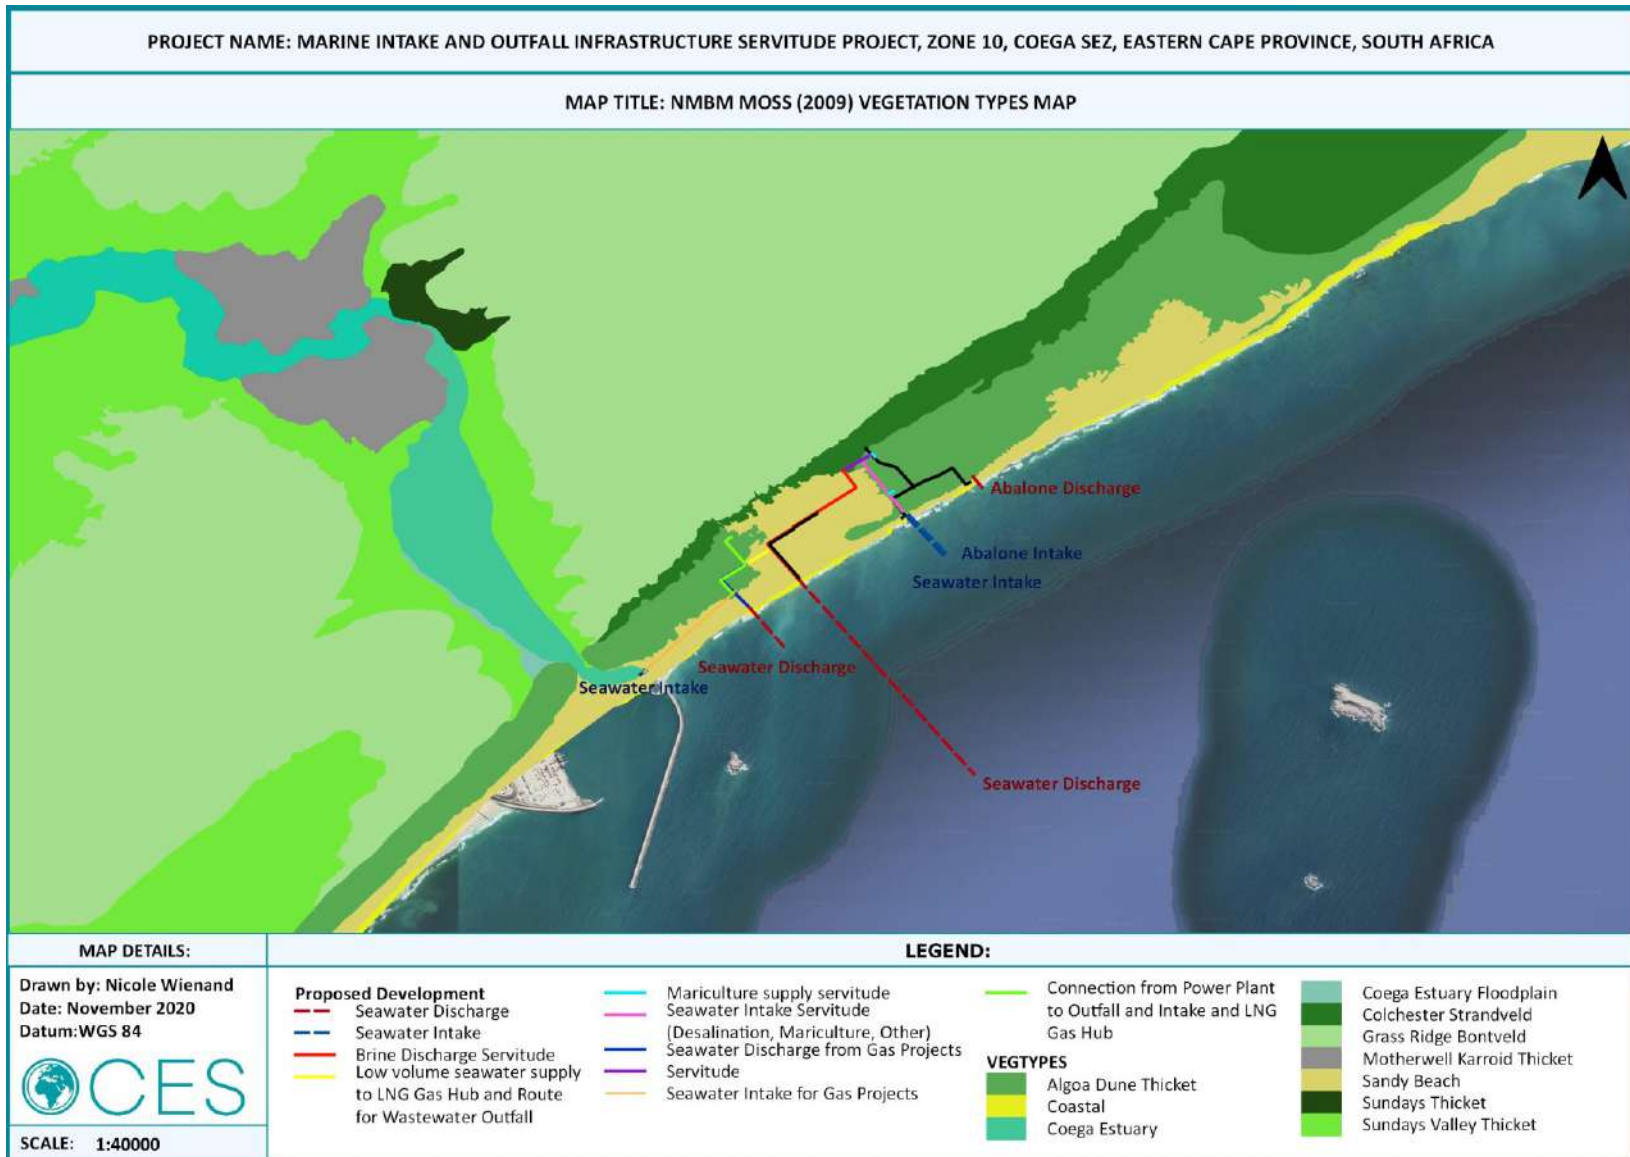 PROJECT NAME: MARINE INTAKE AND OUTFALL INFRASTRUCTURE SERVITUDE PROJECT, ZONE 10, COEGA SEZ, EASTERN CAPE PROVINCE, SOUTH AFRICA
MAP TITLE: NMBM MOSS (2009) VEGETATION TYPES MAP
Abalone Discharge
Abalone Intake
Seawater Intake
Seawater Discharge
Seawater Intake
Seawater Discharge
MAP DETAILS:
Drawn by: Nicole Wienand
Date: November 2020
Datum:WGS 84
CES
SCALE: 1:40000
LEGEND:
Proposed Development
Seawater Discharge
Seawater Intake
Brine Discharge Servitude
Low volume seawater supply
to LNG Gas Hub and Route
for Wastewater Outfall
Mariculture supply servitude
Seawater Intake Servitude
(Desalination, Mariculture, Other)
Seawater Discharge from Gas Projects
Servitude
Seawater Intake for Gas Projects
Connection from Power Plant
to Outfall and Intake and LNG
Gas Hub
VEGTYPES
Algoa Dune Thicket
Coastal
Coega Estuary
Coega Estuary Floodplain
Colchester Strandveld
Grass Ridge Bontveld
Motherwell Karroid Thicket
Sandy Beach
Sundays Thicket
Sundays Valley Thicket